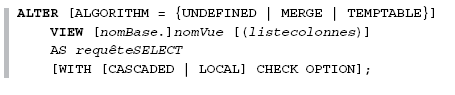 ALTER [ALGORITHM = {UNDEFINED | MERGE | TEMPTABLE}]
VIEW [nomBase.]nomVue [(listecolonnes)]
AS requêteSELECT
[WITH [CASCADED | LOCAL] CHECK OPTION];